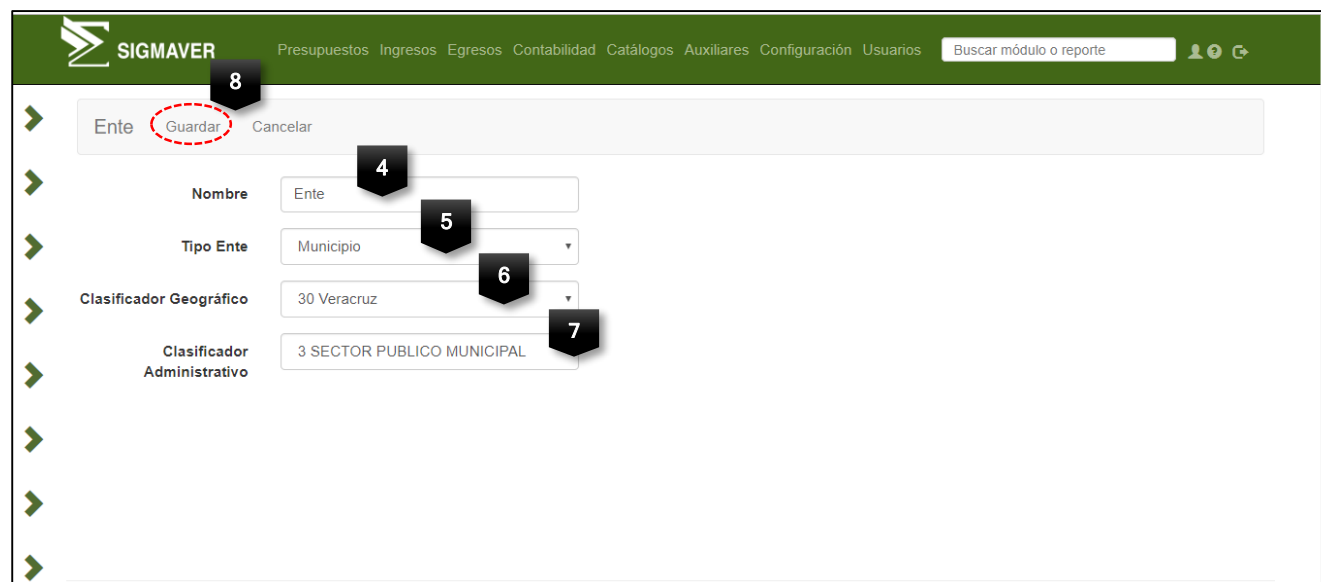 SIGMAVER
Presupuestos Ingresos Egresos Contabilidad Catálogos Auxiliares Configuración Usuarios Buscar módulo o reporte
8
Ente Guardar Cancelar
4
Nombre Ente
5
Tipo Ente Municipio
6
Clasificador Geográfico 30 Veracruz
7
Clasificador
Administrativo
3 SECTOR PUBLICO MUNICIPAL